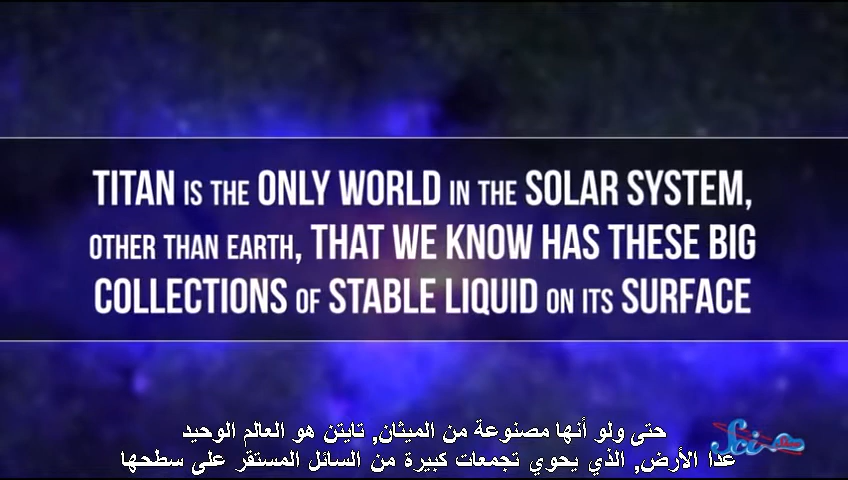 TITAN IS THE ONLY WORLD IN THE SOLAR SYSTEM,
OTHER THAN EARTH, THAT WE KNOW HAS THESE BIG
COLLECTIONS OF STABLE LIQUID ON ITS SURFACE
حتى ولو أنها مصنوعة من الميثان, تايتن هو العالم الوحيد
عدا الأرض, الذي يحوي تجمعات كبيرة من السائل المستقر على سطحها
Sci